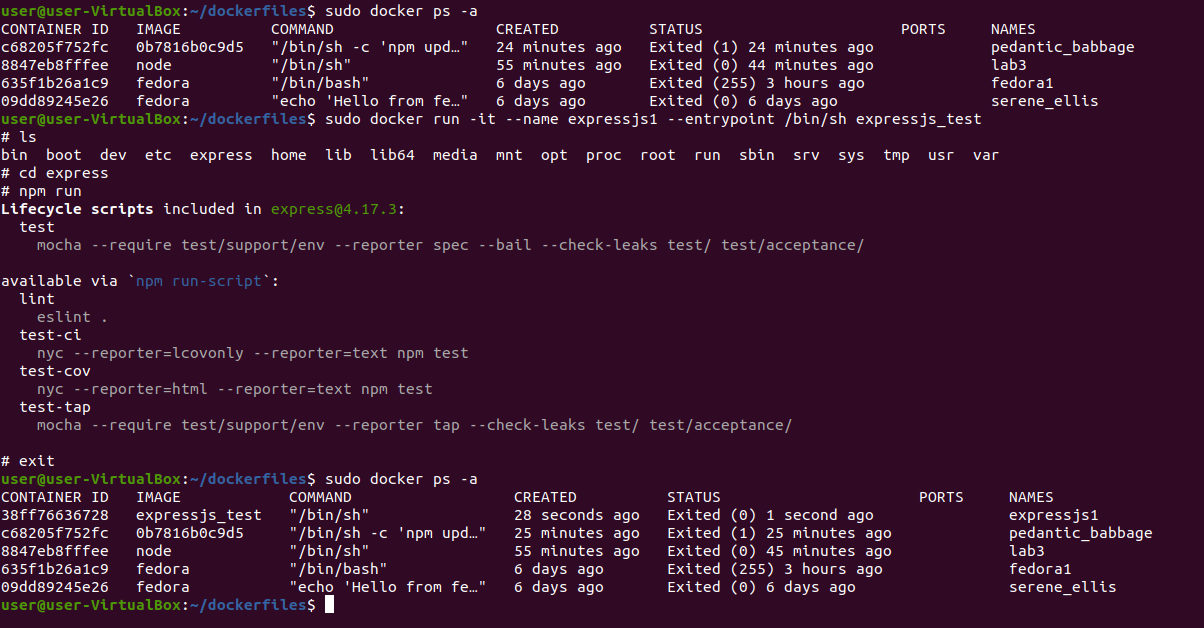 user@user-VirtualBox:~/dockerfiles$ sudo docker ps -a
CONTAINER ID   IMAGE          COMMAND                  CREATED          STATUS                      PORTS     NAMES
c68205f752fc   0b7816b0c9d5   "/bin/sh -c 'npm upd…"   24 minutes ago   Exited (1) 24 minutes ago             pedantic_babbage
8847eb8fffee   node           "/bin/sh"                55 minutes ago   Exited (0) 44 minutes ago             lab3
635f1b26a1c9   fedora         "/bin/bash"              6 days ago       Exited (255) 3 hours ago              fedora1
09dd89245e26   fedora         "echo 'Hello from fe…"   6 days ago       Exited (0) 6 days ago                 serene_ellis
user@user-VirtualBox:~/dockerfiles$ sudo docker run -it --name expressjs1 --entrypoint /bin/sh expressjs_test
# ls
bin  boot  dev  etc  express  home  lib  lib64  media  mnt  opt  proc  root  run  sbin  srv  sys  tmp  usr  var
# cd express
# npm run
Lifecycle scripts included in express@4.17.3:
  test
    mocha --require test/support/env --reporter spec --bail --check-leaks test/ test/acceptance/
available via `npm run-script`:
  lint
    eslint .
  test-ci
    nyc --reporter=lcovonly --reporter=text npm test
  test-cov
    nyc --reporter=html --reporter=text npm test
  test-tap
    mocha --require test/support/env --reporter tap --check-leaks test/ test/acceptance/
# exit
user@user-VirtualBox:~/dockerfiles$ sudo docker ps -a
CONTAINER ID   IMAGE            COMMAND                  CREATED          STATUS                      PORTS     NAMES
38ff76636728   expressjs_test   "/bin/sh"                28 seconds ago   Exited (0) 1 second ago               expressjs1
c68205f752fc   0b7816b0c9d5     "/bin/sh -c 'npm upd…"   25 minutes ago   Exited (1) 25 minutes ago             pedantic_babbage
8847eb8fffee   node             "/bin/sh"                55 minutes ago   Exited (0) 45 minutes ago             lab3
635f1b26a1c9   fedora           "/bin/bash"              6 days ago       Exited (255) 3 hours ago              fedora1
09dd89245e26   fedora           "echo 'Hello from fe…"   6 days ago       Exited (0) 6 days ago                 serene_ellis
user@user-VirtualBox:~/dockerfiles$